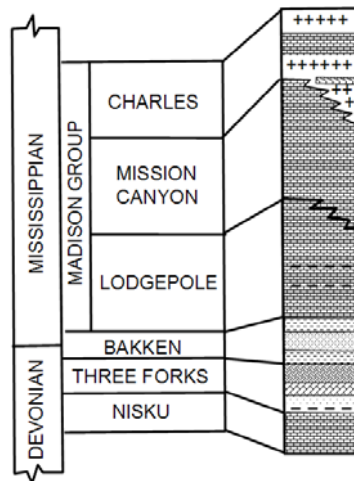 MISSISSIPPIAN
DEVONIAN
MADISON GROUP
CHARLES
MISSION
CANYON
LODGEPOLE
BAKKEN
THREE FORKS
NISKU